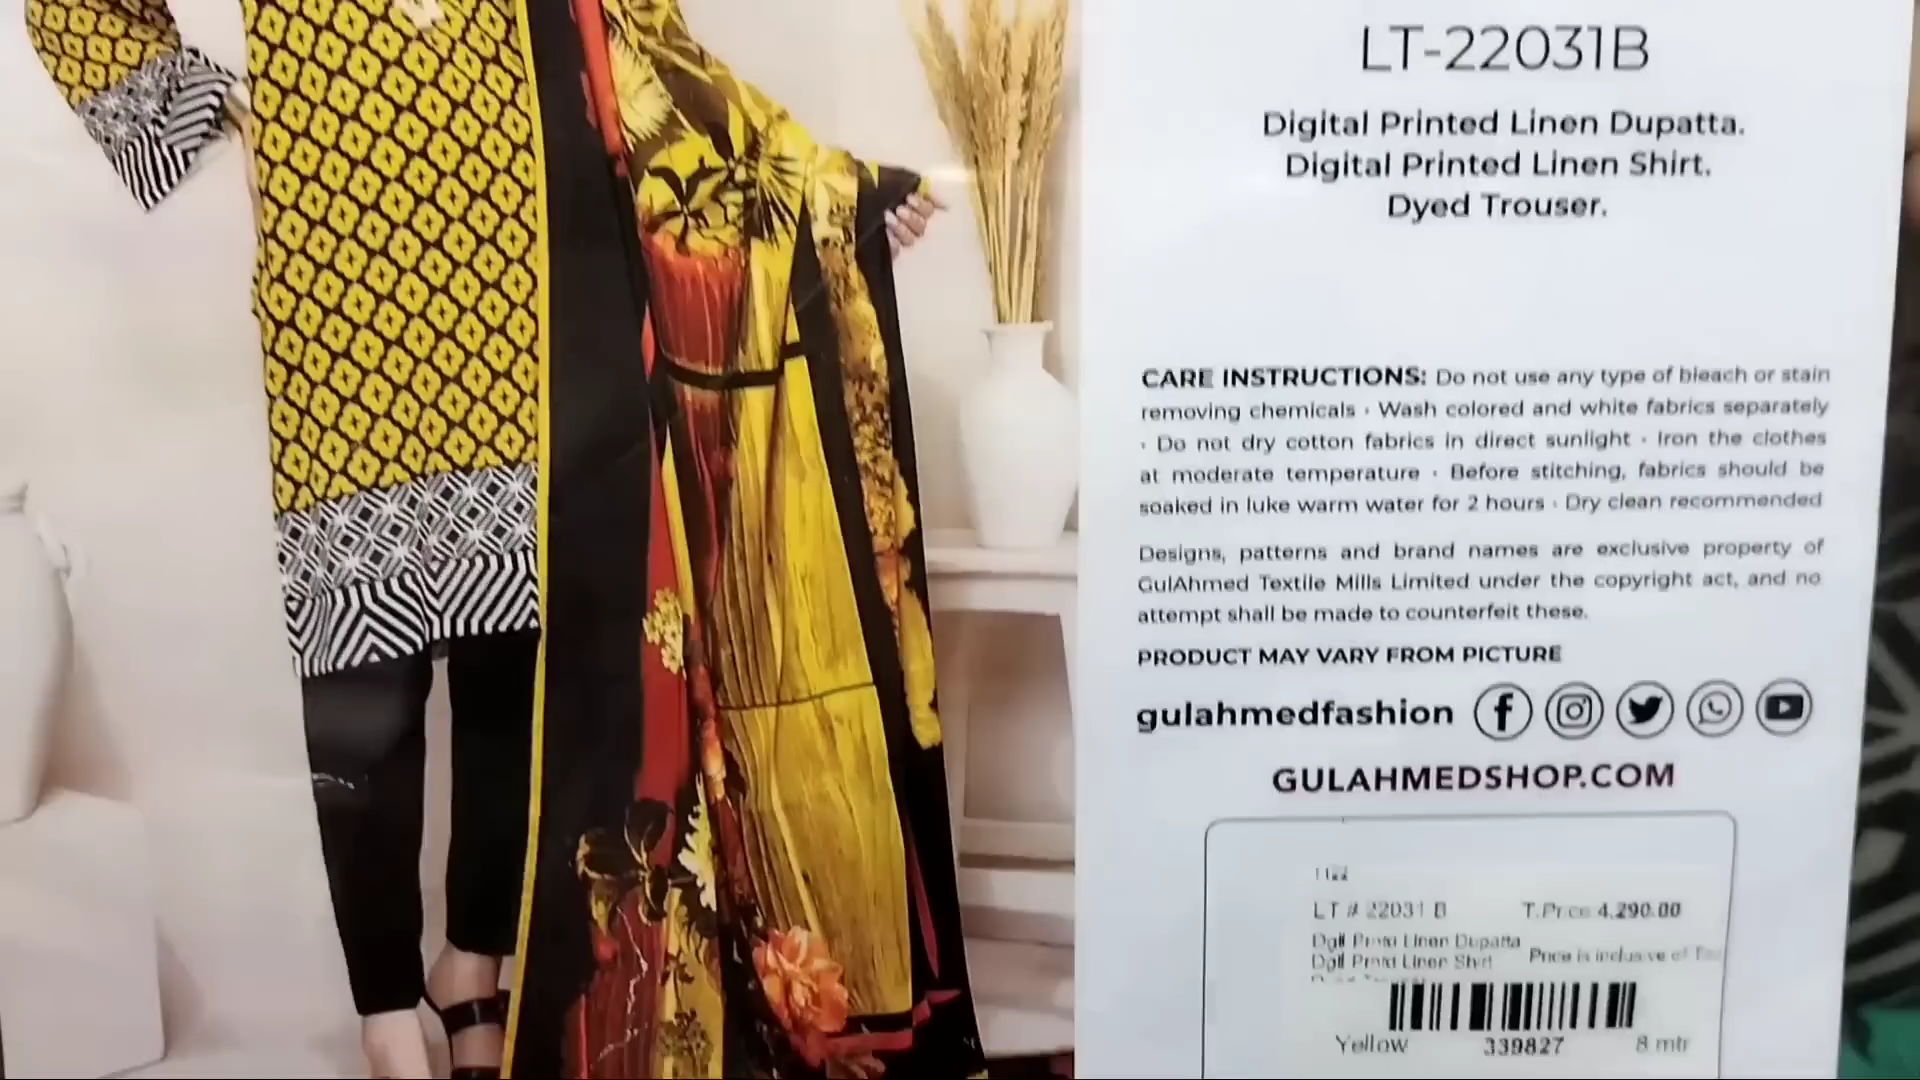 LT-22031B
Digital Printed Linen Dupatta.
Digital Printed Linen Shirt.
Dyed Trouser.
CARE INSTRUCTIONS: Do not use any type of bleach or stain
removing chemicals • Wash colored and white fabrics separately
• Do not dry cotton fabrics in direct sunlight • Iron the clothes
at moderate temperature • Before stitching, fabrics should be
soaked in luke warm water for 2 hours • Dry clean recommended
Designs, patterns and brand names are exclusive property of
GulAhmed Textile Mills Limited under the copyright act, and no
attempt shall be made to counterfeit these.
PRODUCT MAY VARY FROM PICTURE
gulahmedfashion
GULAHMEDSHOP.COM
LT # 22031 B T.Price 4,290.00
Linen Dupatta
Linen Shirt Price is inclusive of
Yellow 339827 8 mtr